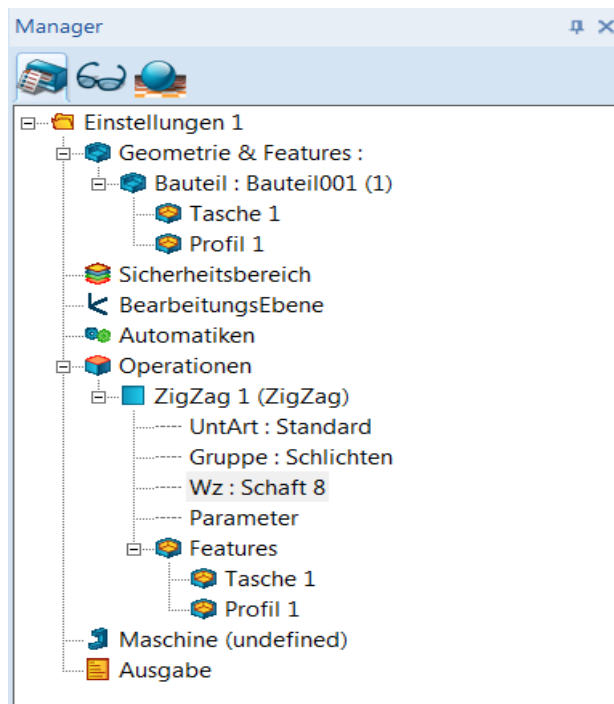 Manager
Einstellungen 1
Geometrie & Features :
Bauteil : Bauteil001 (1)
Tasche 1
Profil 1
Sicherheitsbereich
BearbeitungsEbene
Automatiken
Operationen
ZigZag 1 (ZigZag)
UntArt : Standard
Gruppe : Schlichten
Wz : Schaft 8
Parameter
Features
Tasche 1
Profil 1
Maschine (undefined)
Ausgabe